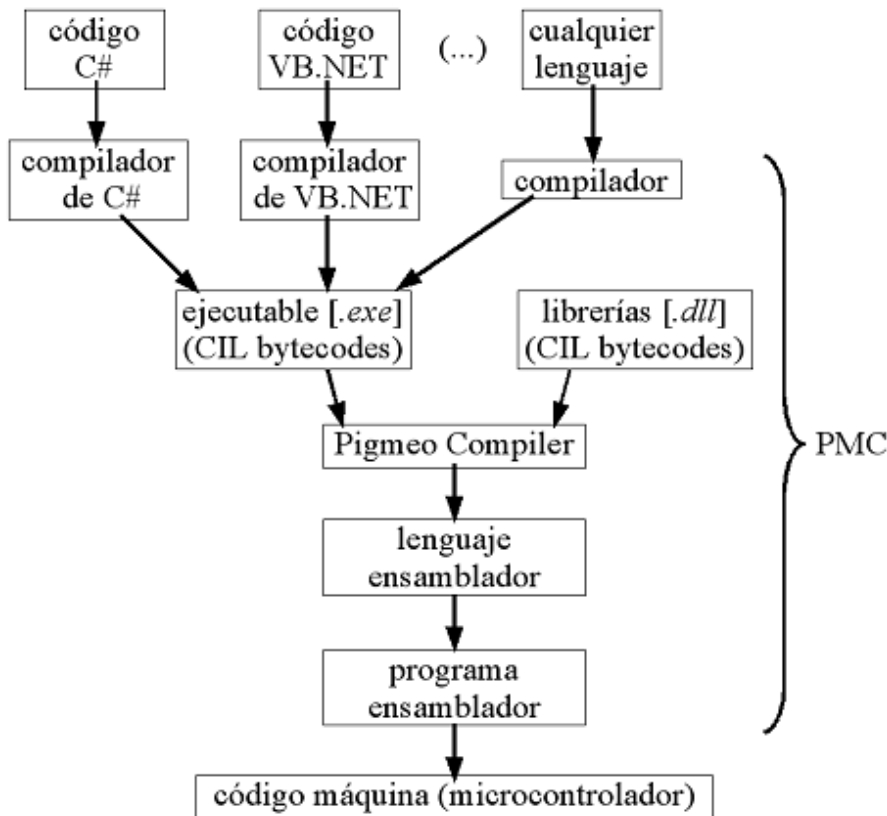 código
C#
código
VB.NET
(...)
cualquier
lenguaje
compilador
de C#
compilador
de VB.NET
compilador
ejecutable [.exe]
(CIL bytecodes)
librerías [.dll]
(CIL bytecodes)
Pigmeo Compiler
PMC
lenguaje
ensamblador
programa
ensamblador
código máquina (microcontrolador)